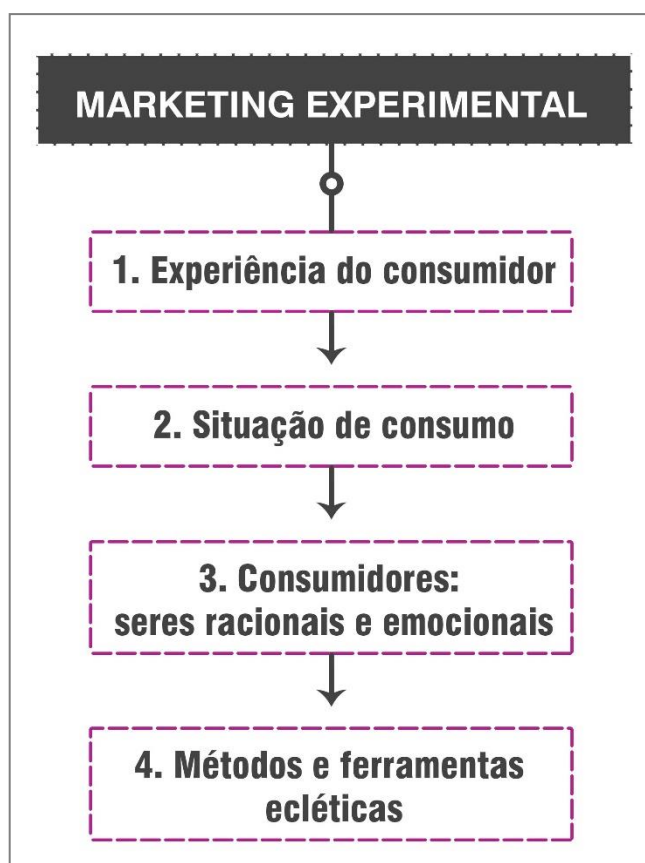 MARKETING EXPERIMENTAL
1. Experiência do consumidor
2. Situação de consumo
3. Consumidores:
seres racionais e emocionais
4. Métodos e ferramentas
ecléticas